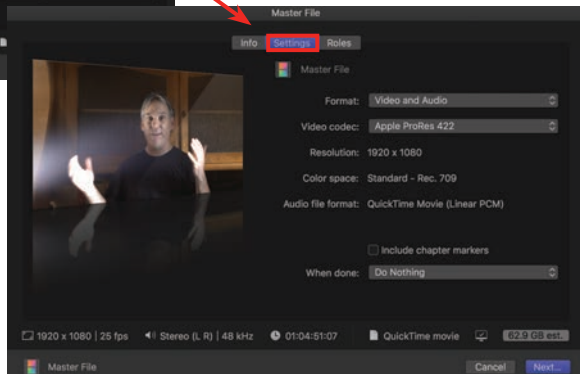 Master File
Info Settings Roles
Master File
Format: Video and Audio
Video codec: Apple ProRes 422
Resolution: 1920 x 1080
Color space: Standard - Rec. 709
Audio file format: QuickTime Movie (Linear PCM)
Include chapter markers
When done: Do Nothing
1920 x 1080 | 25 fps Stereo (L R) | 48 kHz 01:04:51:07 QuickTime movie 62.9 GB est.
Master File Cancel Next...